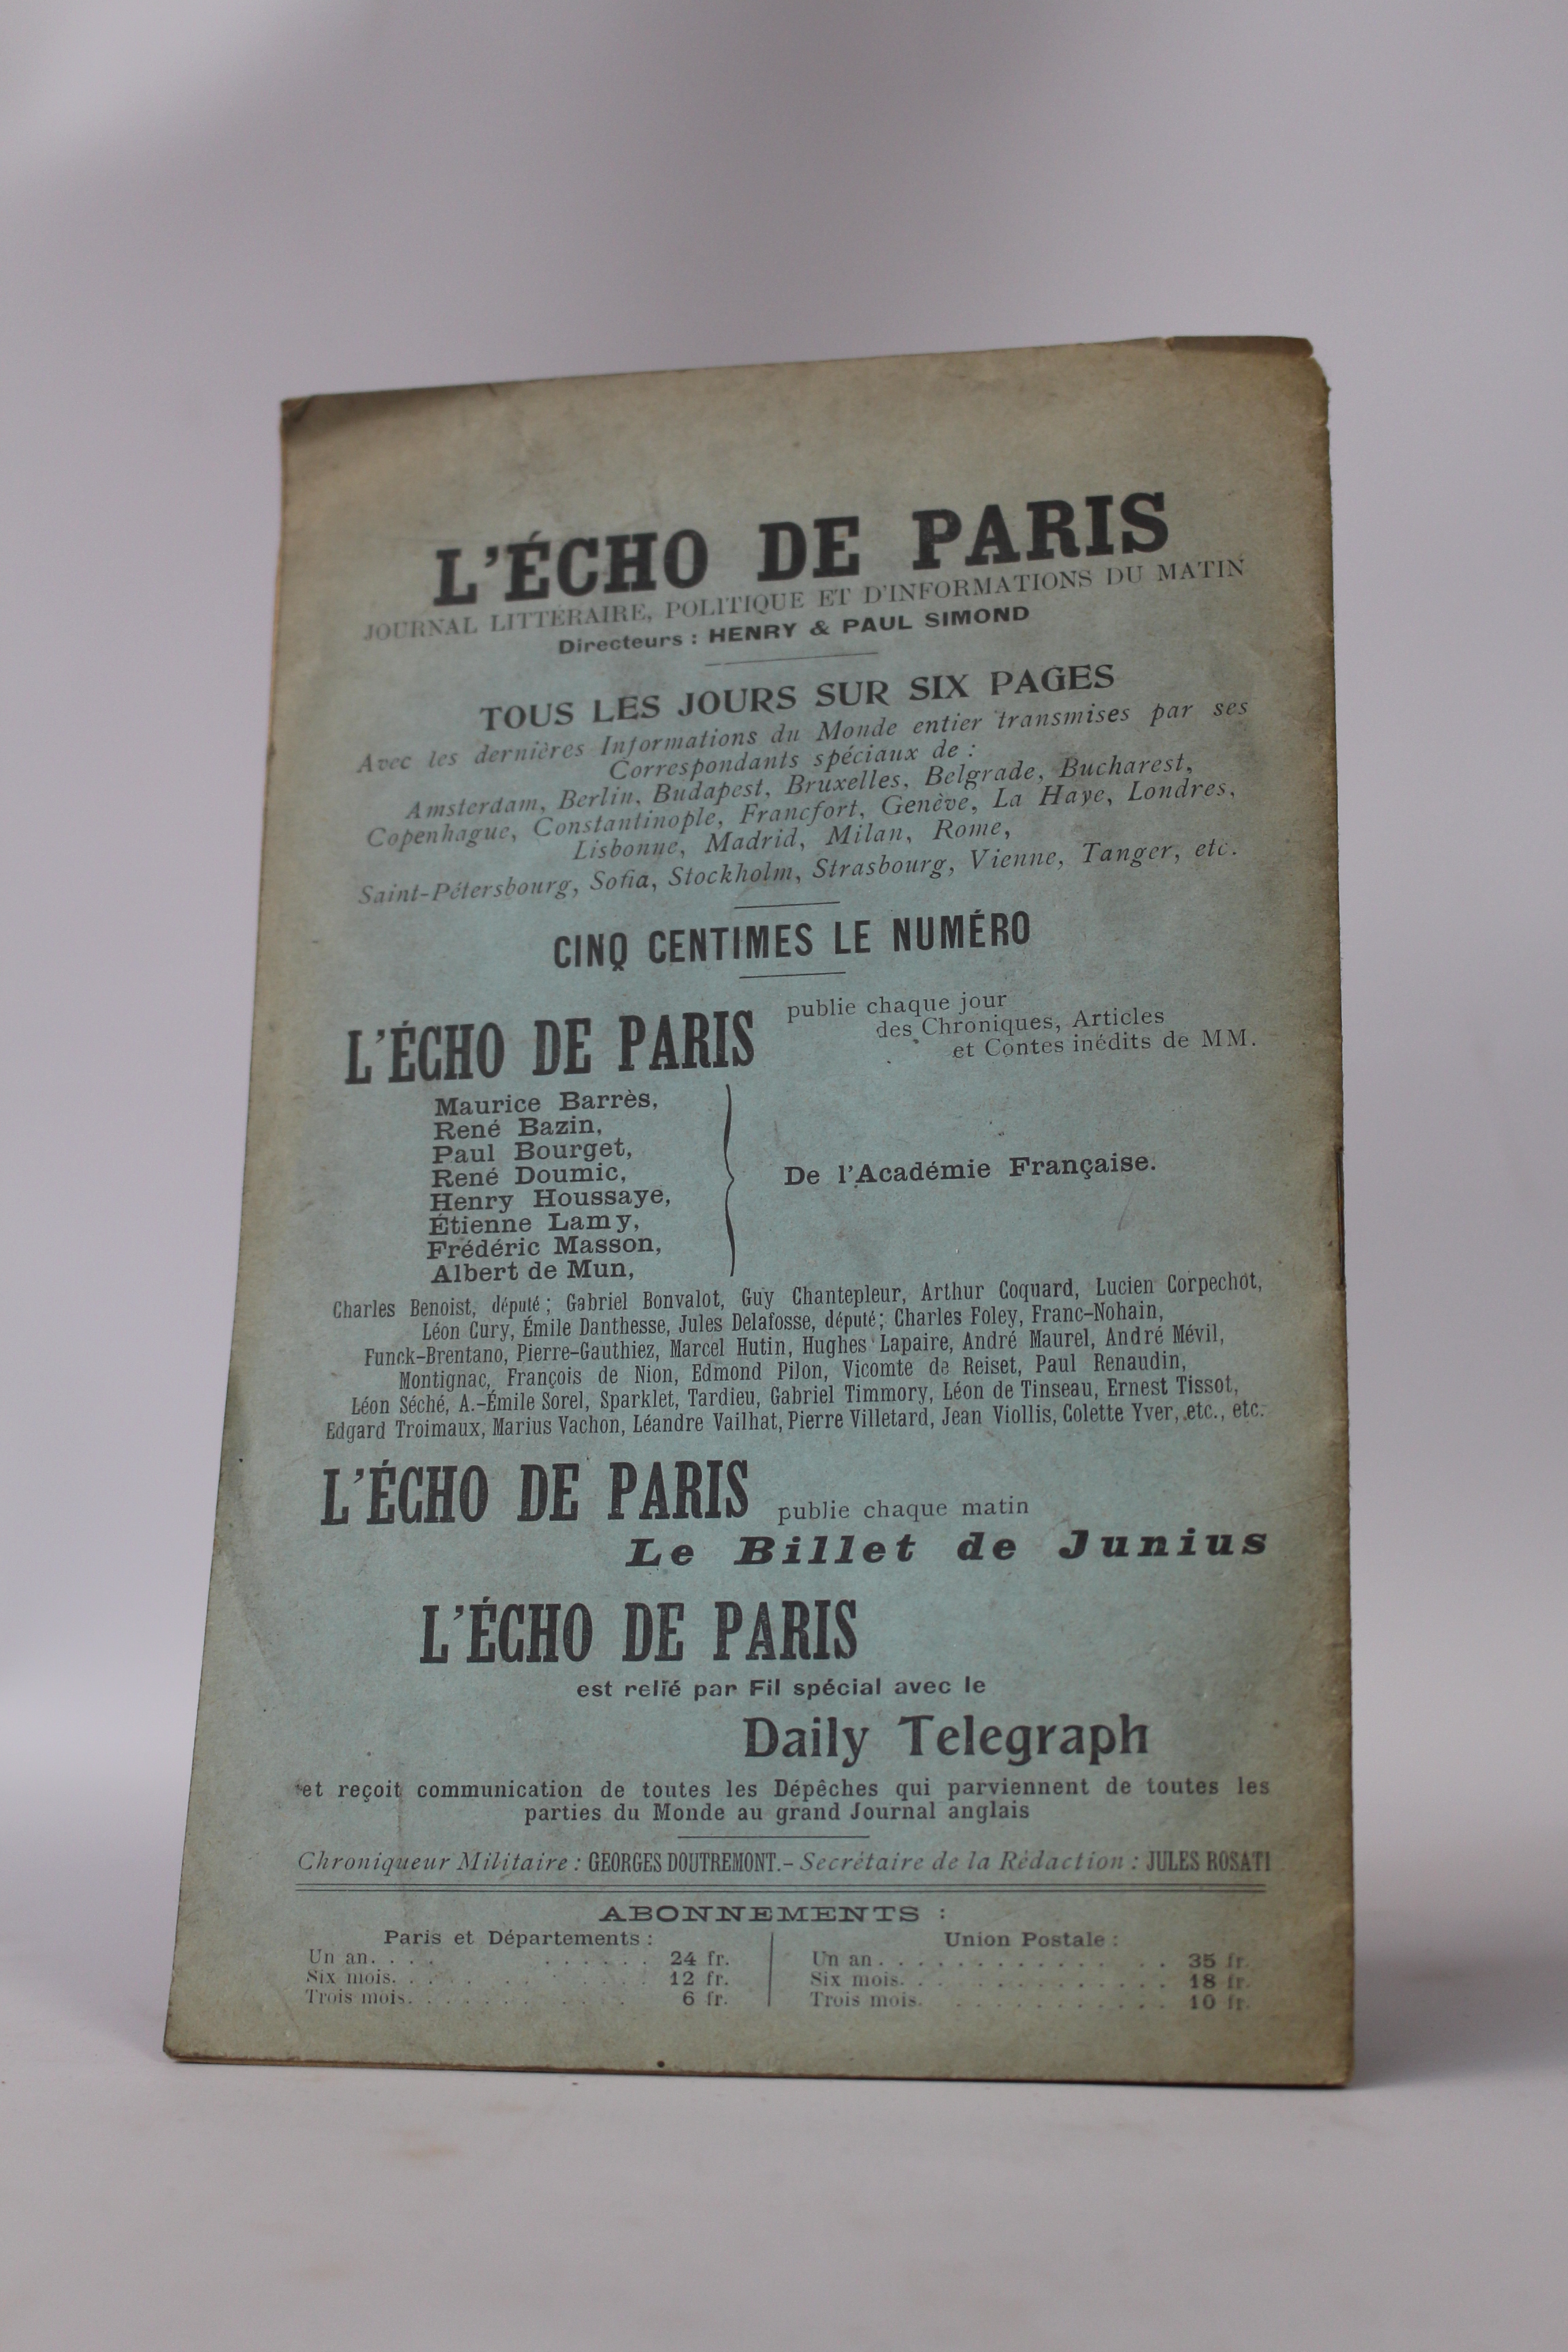 L'ÉCHO DE PARIS
JOURNAL LITTÉRAIRE, POLITIQUE ET D'INFORMATIONS DU MATIN
Directeurs : HENRY & PAUL SIMOND
TOUS LES JOURS SUR SIX PAGES
Avec les dernières Informations du Monde entier transmises par ses
Correspondants spéciaux de :
Amsterdam, Berlin, Budapest, Bruxelles, Belgrade, Bucharest,
Copenhague, Constantinople, Francfort, Genève, La Haye, Londres,
Lisbonne, Madrid, Milan, Rome,
Saint-Pétersbourg, Sofia, Stockholm, Strasbourg, Vienne, Tanger, etc.
CINQ CENTIMES LE NUMÉRO
L'ÉCHO DE PARIS publie chaque jour
des Chroniques, Articles
et Contes inédits de MM.
Maurice Barrès,
René Bazin,
Paul Bourget,
René Doumic,
Henry Houssaye,
Étienne Lamy,
Frédéric Masson,
Albert de Mun,
De l'Académie Française.
Charles Benoist, député ; Gabriel Bonvalot, Guy Chantepleur, Arthur Coquard, Lucien Corpechot,
Léon Cury, Émile Danthesse, Jules Delafosse, député ; Charles Foley, Franc-Nohain,
Funck-Brentano, Pierre-Gauthiez, Marcel Hutin, Hughes Lapaire, André Maurel, André Mévil,
Montignac, François de Nion, Edmond Pilon, Vicomte de Reiset, Paul Renaudin,
Léon Séché, A.-Émile Sorel, Sparklet, Tardieu, Gabriel Timmory, Léon de Tinseau, Ernest Tissot,
Edgard Troimaux, Marius Vachon, Léandre Vailhat, Pierre Villetard, Jean Viollis, Colette Yver, etc., etc.
L'ÉCHO DE PARIS publie chaque matin
Le Billet de Junius
L'ÉCHO DE PARIS
est relié par Fil spécial avec le
Daily Telegraph
et reçoit communication de toutes les Dépêches qui parviennent de toutes les
parties du Monde au grand Journal anglais
Chroniqueur Militaire : GEORGES DOUTREMONT. - Secrétaire de la Rédaction : JULES ROSATI
ABONNEMENTS :
Paris et Départements :
Un an. . . . . . . . . . 24 fr.
Six mois. . . . . . . . . 12 fr.
Trois mois. . . . . . . . 6 fr.
Union Postale :
Un an . . . . . . . . . . 35 fr.
Six mois. . . . . . . . . 18 fr.
Trois mois. . . . . . . . 10 fr.